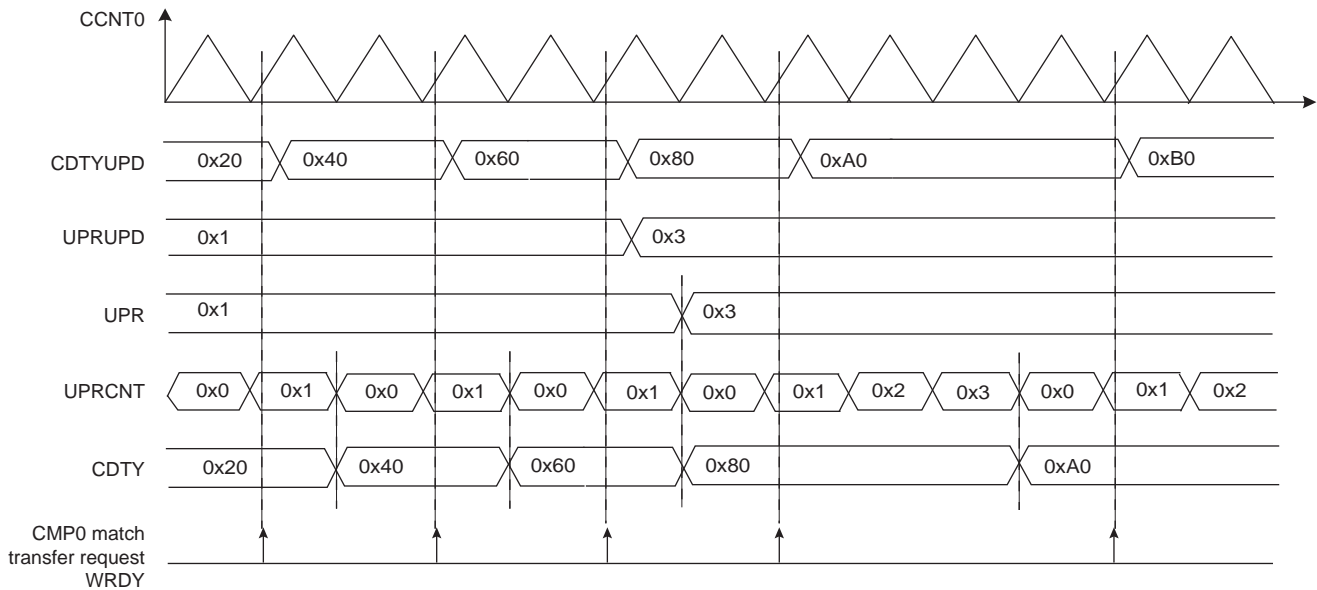 CCNT0
CDTYUPD 0x20 0x40 0x60 0x80 0xA0 0xB0
UPRUPD 0x1 0x3
UPR 0x1 0x3
UPRCNT 0x0 0x1 0x0 0x1 0x0 0x1 0x0 0x1 0x2 0x3 0x0 0x1 0x2
CDTY 0x20 0x40 0x60 0x80 0xA0
CMP0 match
transfer request
WRDY